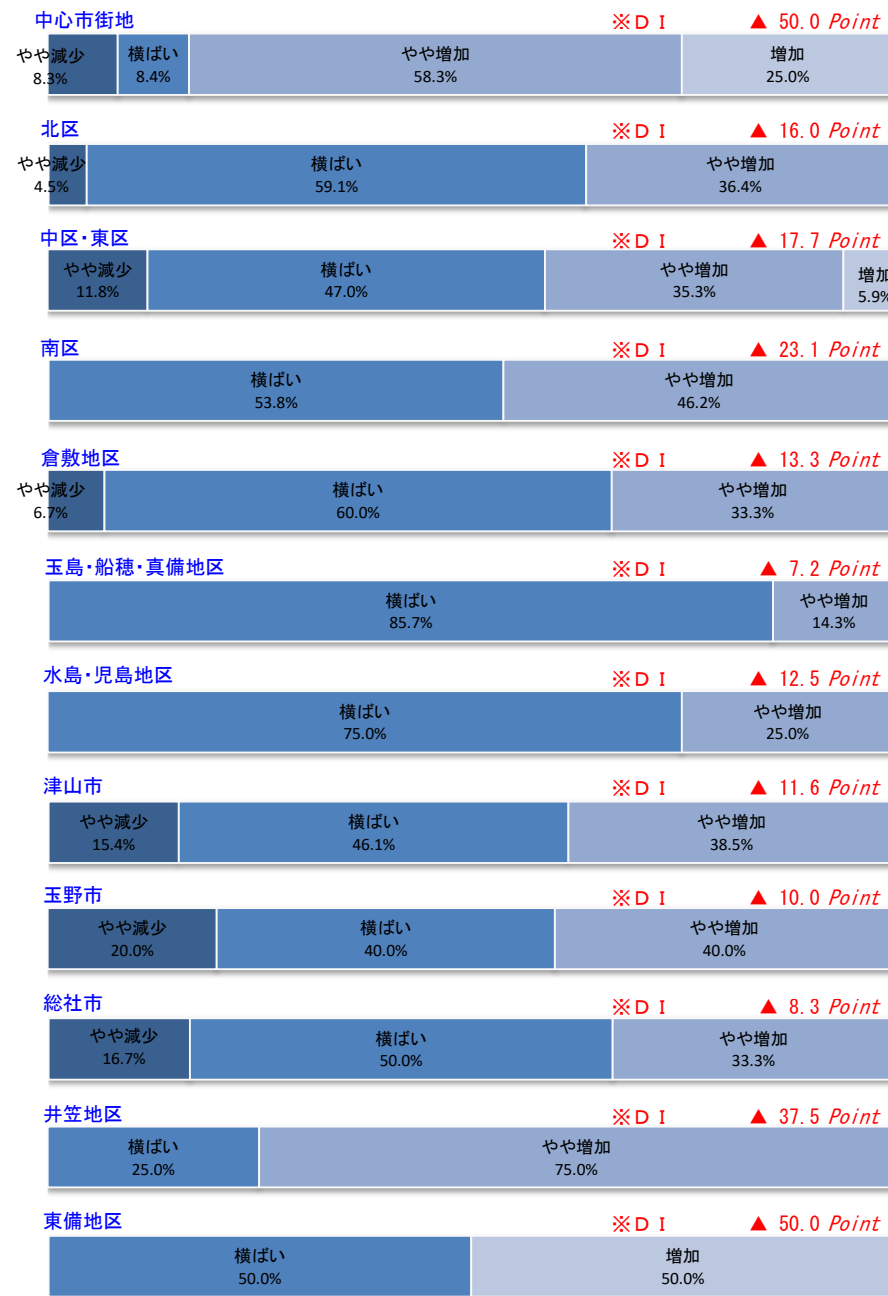 中心市街地 ※ＤＩ ▲ 50.0 Point
やや減少 横ばい やや増加 増加
8.3% 8.4% 58.3% 25.0%
北区 ※ＤＩ ▲ 16.0 Point
やや減少 横ばい やや増加
4.5% 59.1% 36.4%
中区・東区 ※ＤＩ ▲ 17.7 Point
やや減少 横ばい やや増加 増加
11.8% 47.0% 35.3% 5.9%
南区 ※ＤＩ ▲ 23.1 Point
横ばい やや増加
53.8% 46.2%
倉敷地区 ※ＤＩ ▲ 13.3 Point
やや減少 横ばい やや増加
6.7% 60.0% 33.3%
玉島・船穂・真備地区 ※ＤＩ ▲ 7.2 Point
横ばい やや増加
85.7% 14.3%
水島・児島地区 ※ＤＩ ▲ 12.5 Point
横ばい やや増加
75.0% 25.0%
津山市 ※ＤＩ ▲ 11.6 Point
やや減少 横ばい やや増加
15.4% 46.1% 38.5%
玉野市 ※ＤＩ ▲ 10.0 Point
やや減少 横ばい やや増加
20.0% 40.0% 40.0%
総社市 ※ＤＩ ▲ 8.3 Point
やや減少 横ばい やや増加
16.7% 50.0% 33.3%
井笠地区 ※ＤＩ ▲ 37.5 Point
横ばい やや増加
25.0% 75.0%
東備地区 ※ＤＩ ▲ 50.0 Point
横ばい 増加
50.0% 50.0%